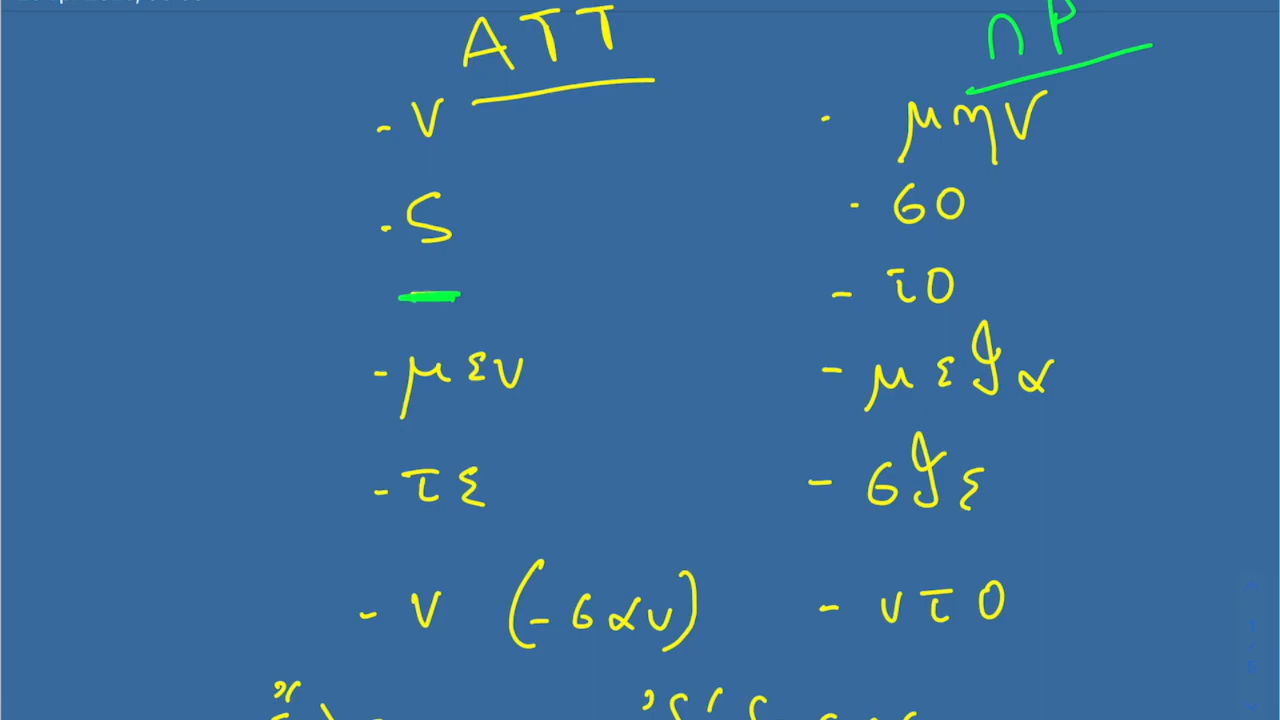 ΑΤΤ ΠΡ
- ν · μην
- ς · σο
— - το
- μεν - μεθα
- τε - σθε
- ν (-σαν) - ντο